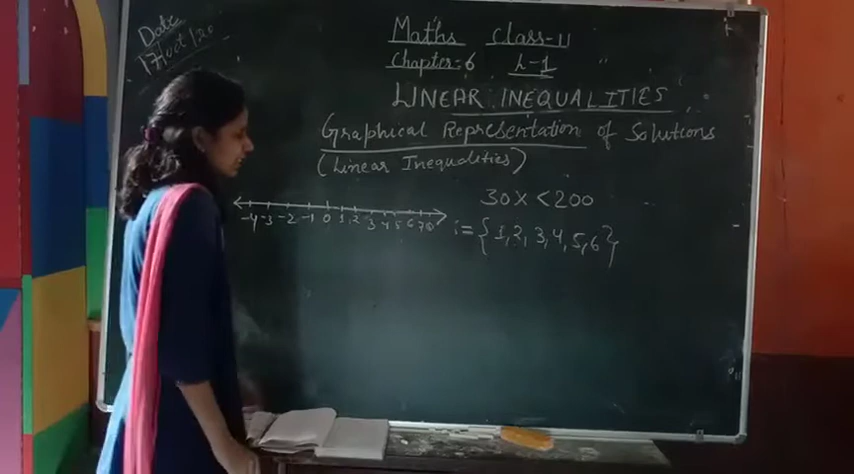 Date
17/oct/20
Maths Class-11
Chapter-6 L-1
LINEAR INEQUALITIES
Graphical Representation of Solutions
(Linear Inequalities)
30x < 200
-4 -3 -2 -1 0 1 2 3 4 5 6 7 8
i = {1, 2, 3, 4, 5, 6}